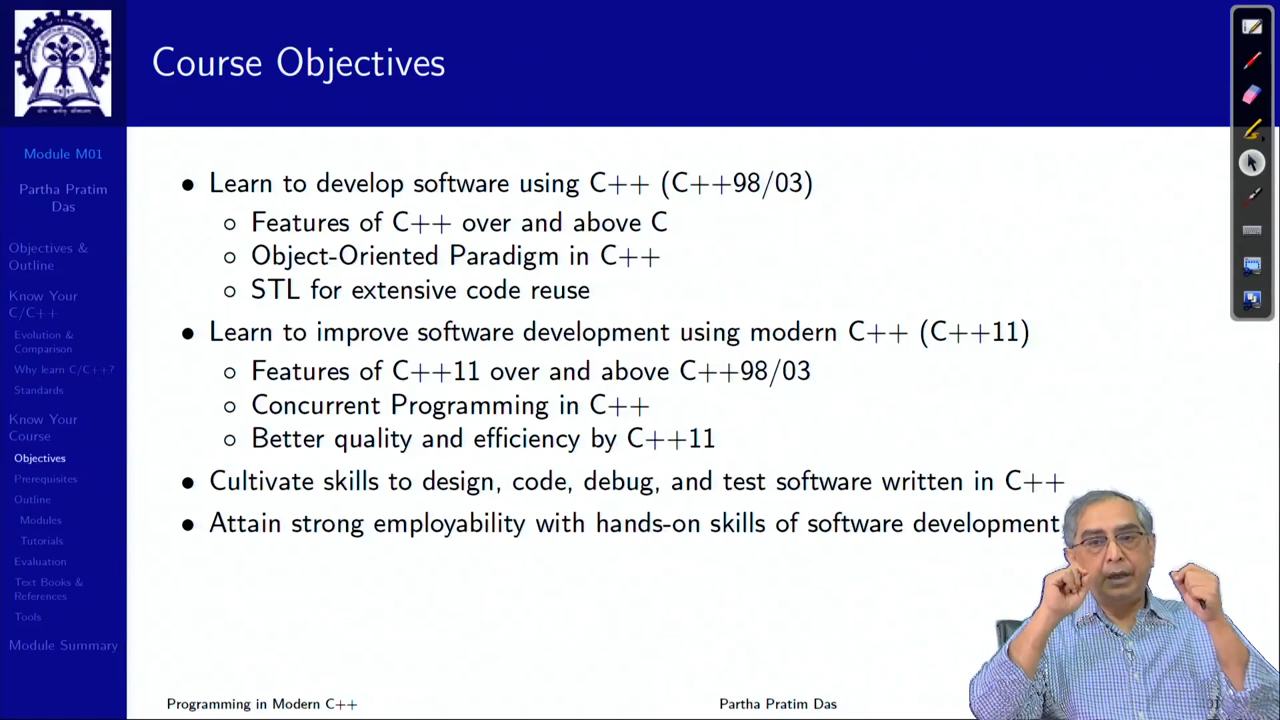 Course Objectives
Module M01
Partha Pratim
Das
Objectives &
Outline
Know Your
C/C++
Evolution &
Comparison
Why learn C/C++?
Standards
Know Your
Course
Objectives
Prerequisites
Outline
Modules
Tutorials
Evaluation
Text Books &
References
Tools
Module Summary
• Learn to develop software using C++ (C++98/03)
◦ Features of C++ over and above C
◦ Object-Oriented Paradigm in C++
◦ STL for extensive code reuse
• Learn to improve software development using modern C++ (C++11)
◦ Features of C++11 over and above C++98/03
◦ Concurrent Programming in C++
◦ Better quality and efficiency by C++11
• Cultivate skills to design, code, debug, and test software written in C++
• Attain strong employability with hands-on skills of software development
Programming in Modern C++
Partha Pratim Das